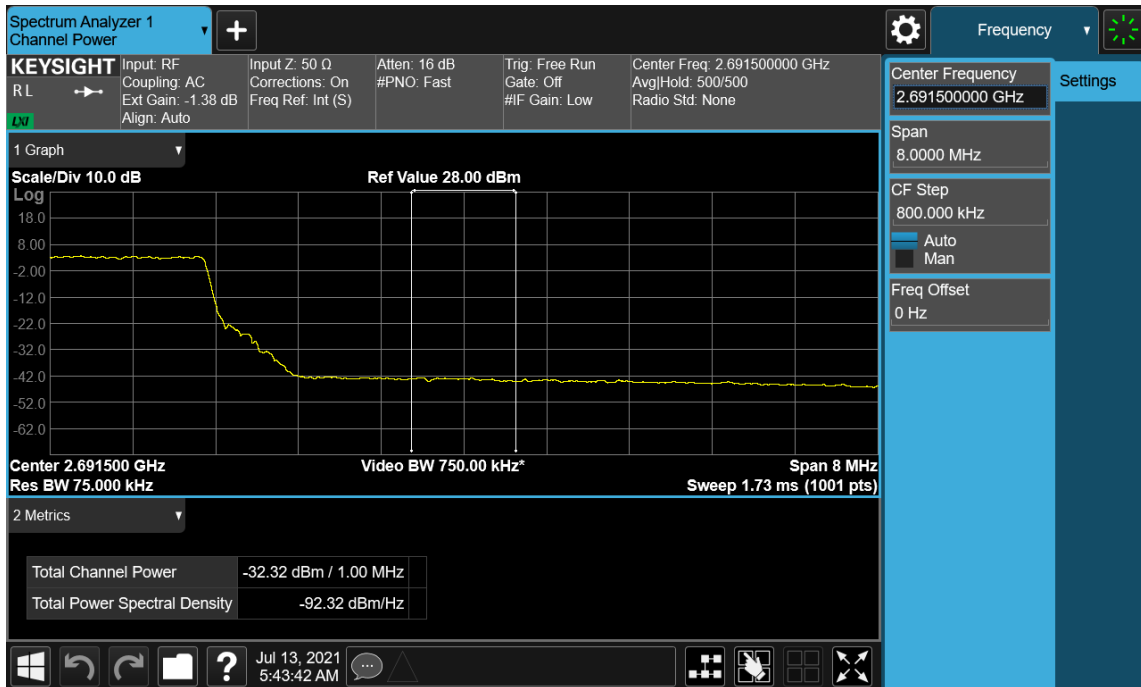 Spectrum Analyzer 1
Channel Power
Frequency
KEYSIGHT
R L
LXI
Input: RF
Coupling: AC
Ext Gain: -1.38 dB
Align: Auto
Input Z: 50 Ω
Corrections: On
Freq Ref: Int (S)
Atten: 16 dB
#PNO: Fast
Trig: Free Run
Gate: Off
#IF Gain: Low
Center Freq: 2.691500000 GHz
Avg|Hold: 500/500
Radio Std: None
Center Frequency
2.691500000 GHz
Settings
Span
8.0000 MHz
CF Step
800.000 kHz
Auto
Man
Freq Offset
0 Hz
1 Graph
Scale/Div 10.0 dB
Ref Value 28.00 dBm
Log
18.0
8.00
-2.00
-12.0
-22.0
-32.0
-42.0
-52.0
-62.0
Center 2.691500 GHz
Video BW 750.00 kHz*
Span 8 MHz
Res BW 75.000 kHz
Sweep 1.73 ms (1001 pts)
2 Metrics
Total Channel Power
-32.32 dBm / 1.00 MHz
Total Power Spectral Density
-92.32 dBm/Hz
Jul 13, 2021
5:43:42 AM